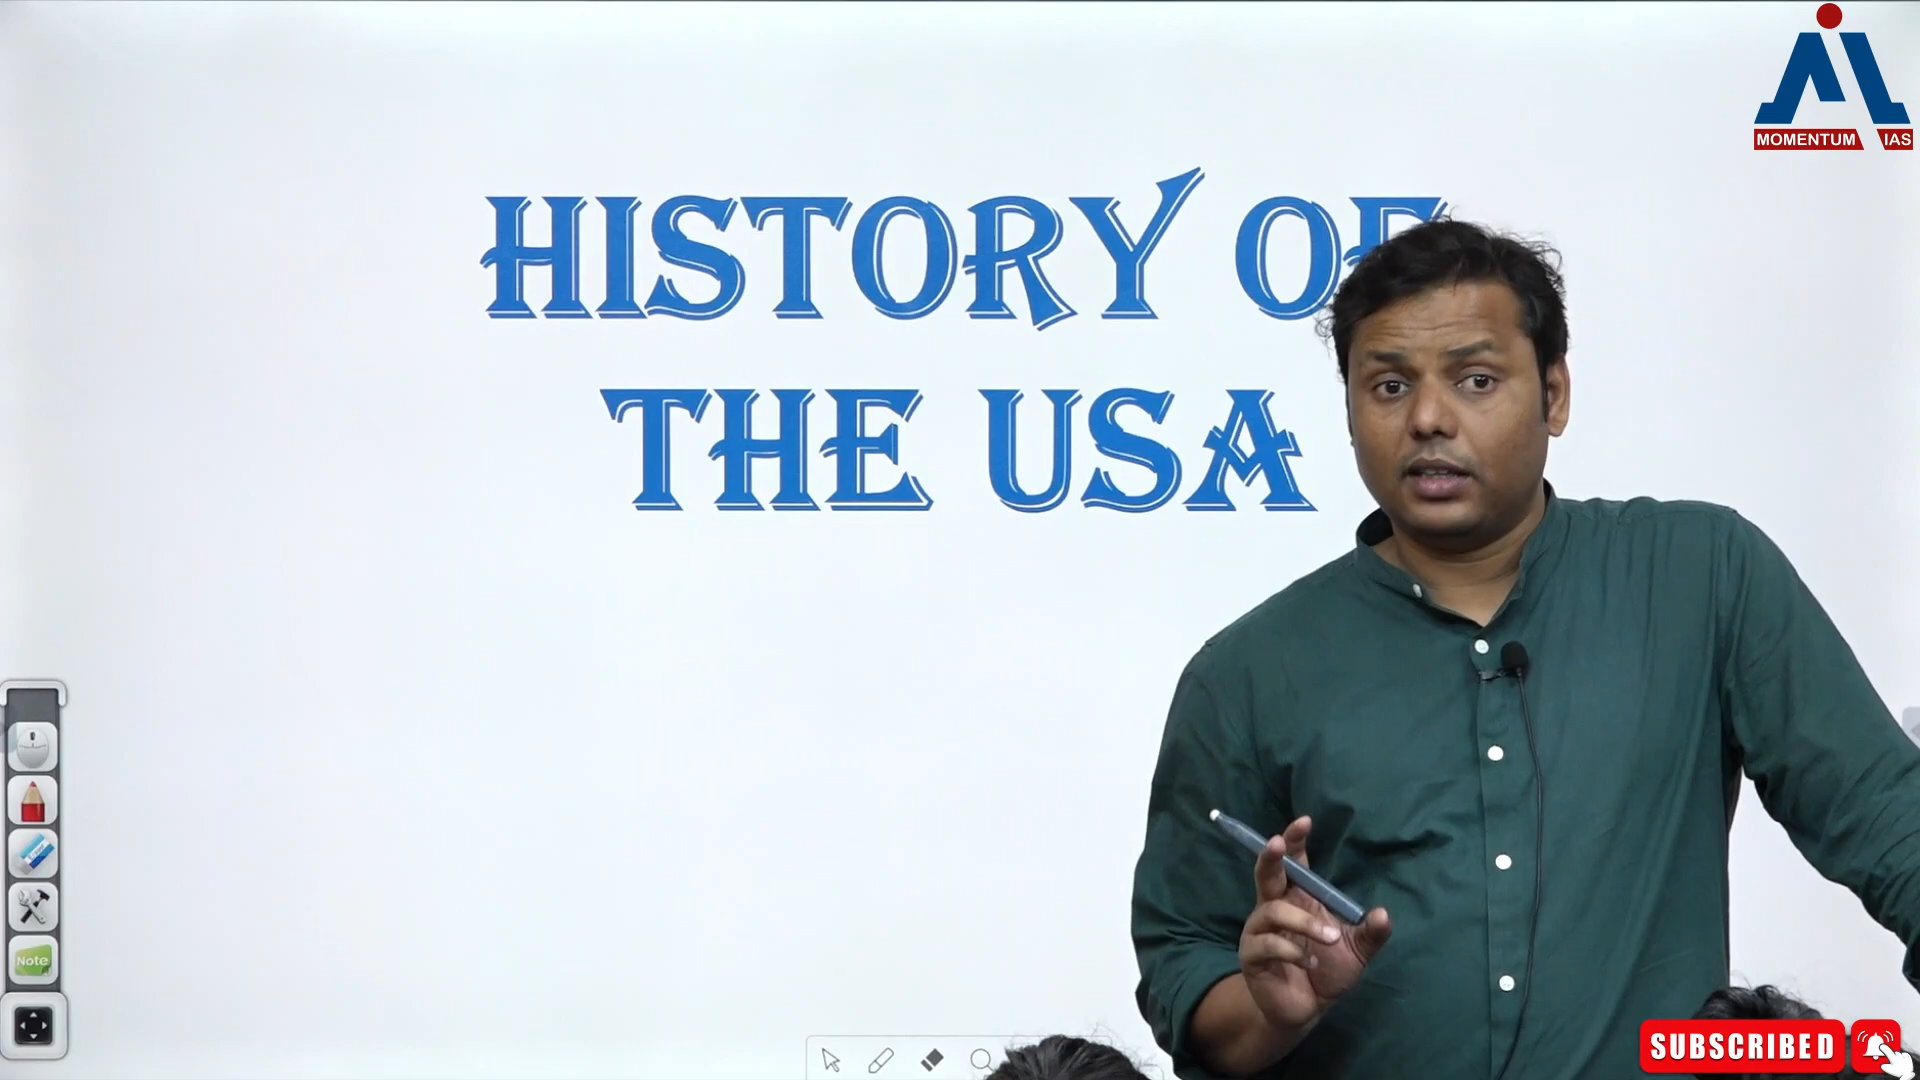 MOMENTUM IAS
HISTORY OF
THE USA
Note
SUBSCRIBED